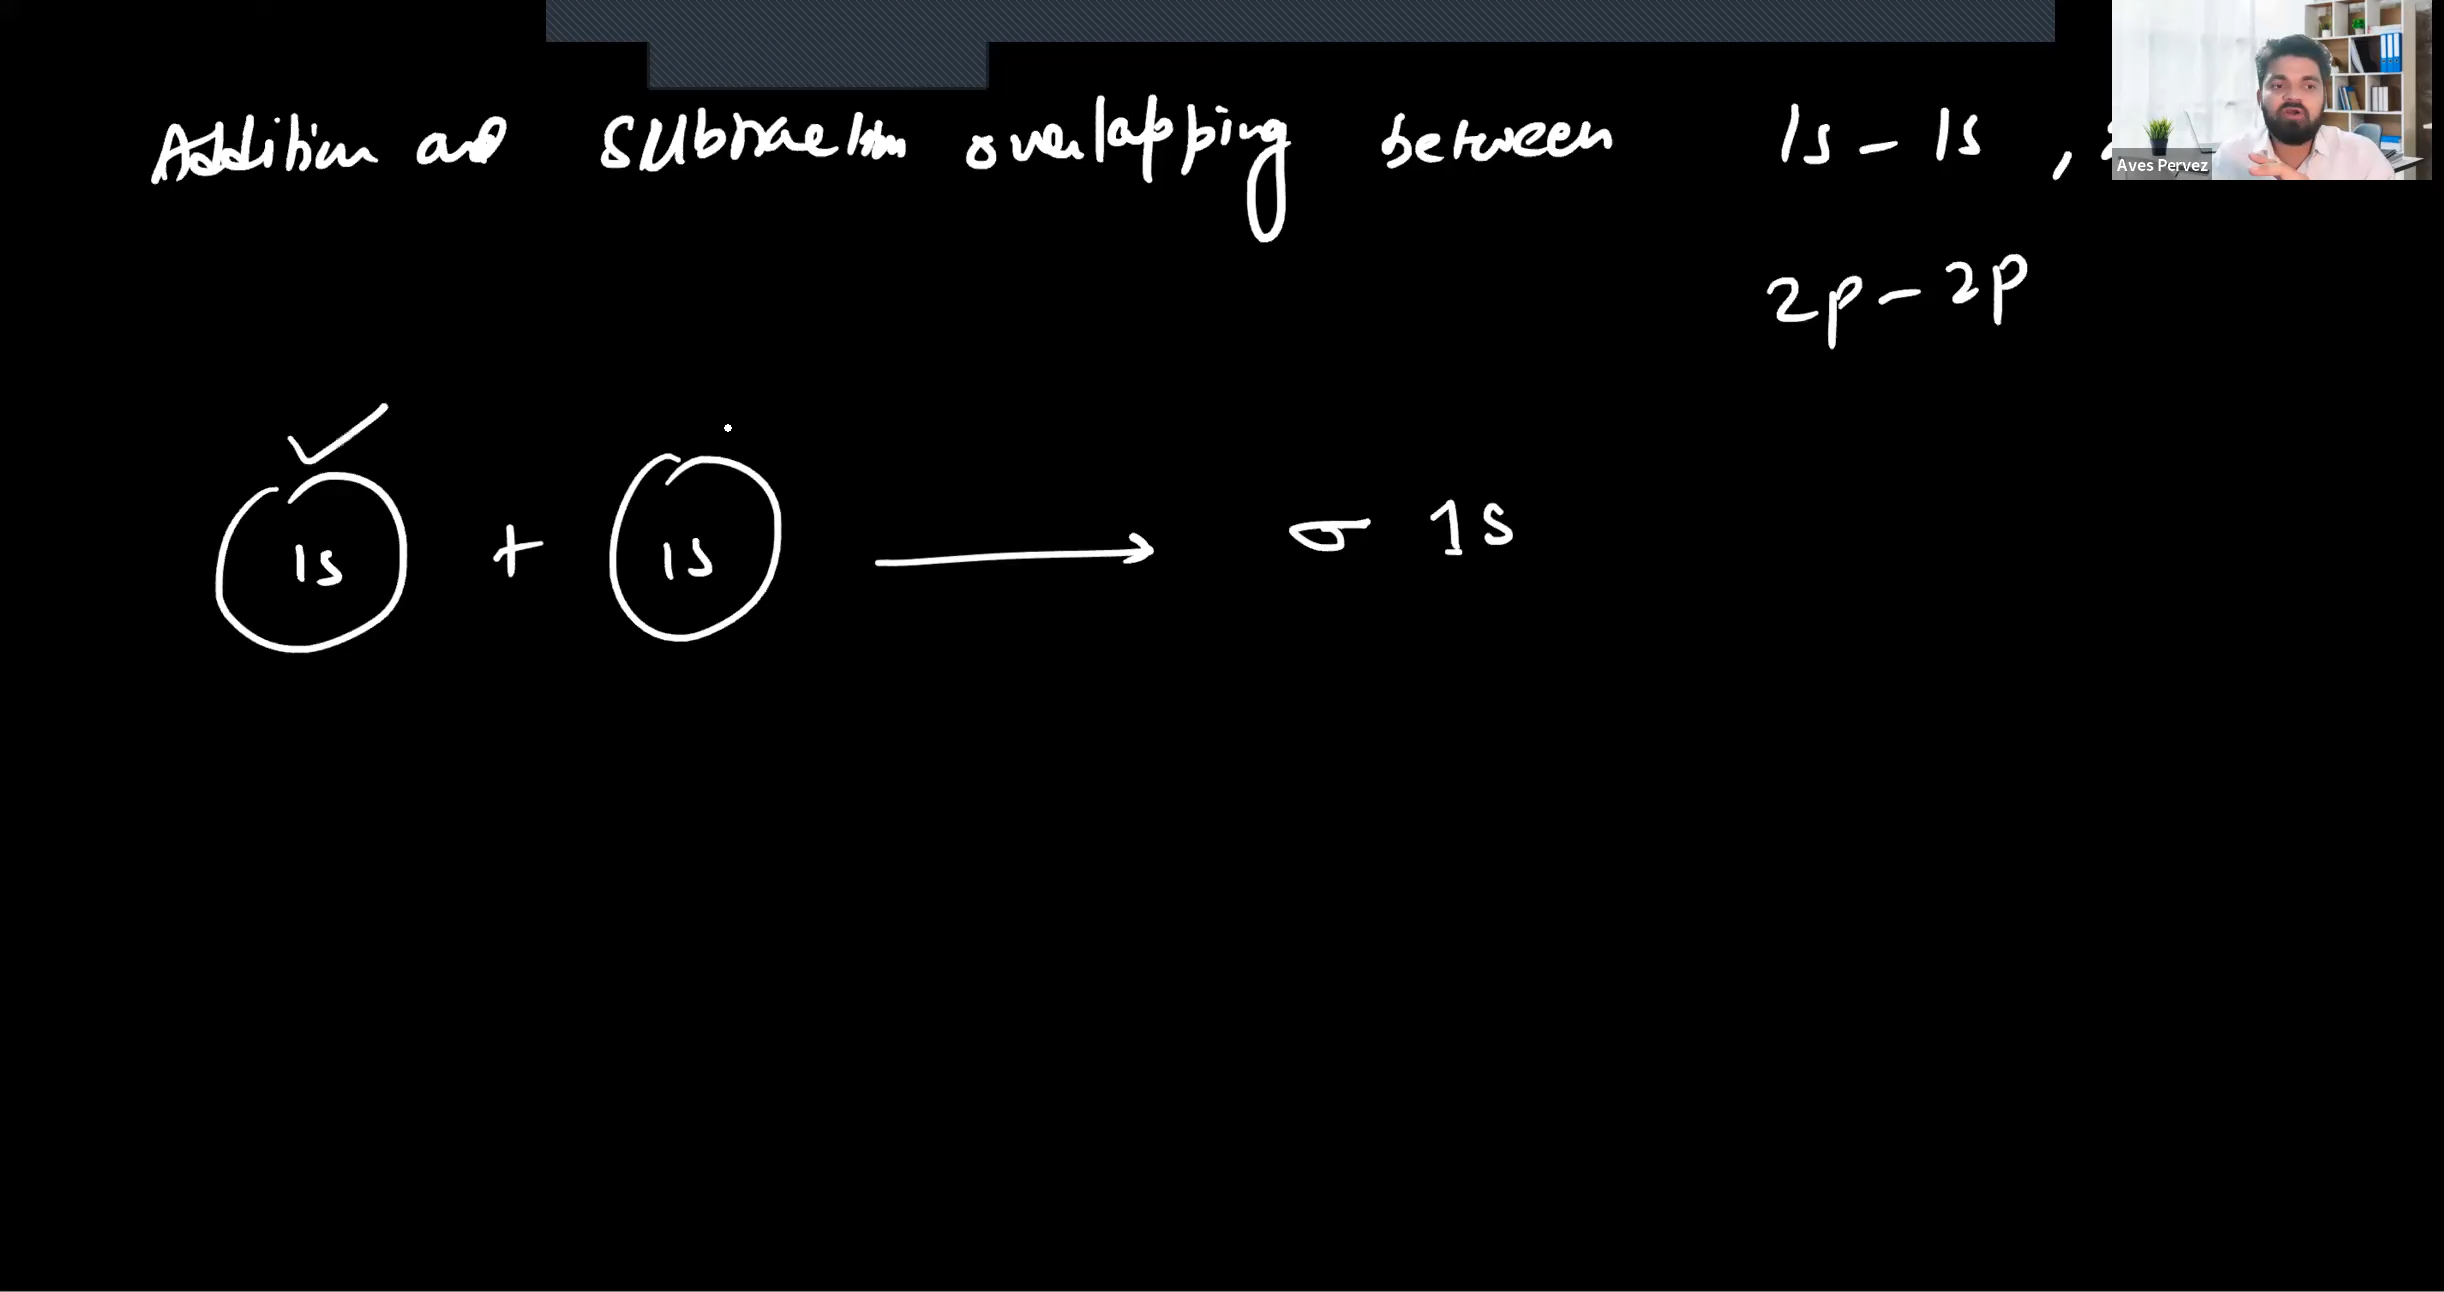 Addition and Subtraction overlapping between 1s - 1s ,
Aves Pervez
2p - 2p
1s + 1s → σ 1s